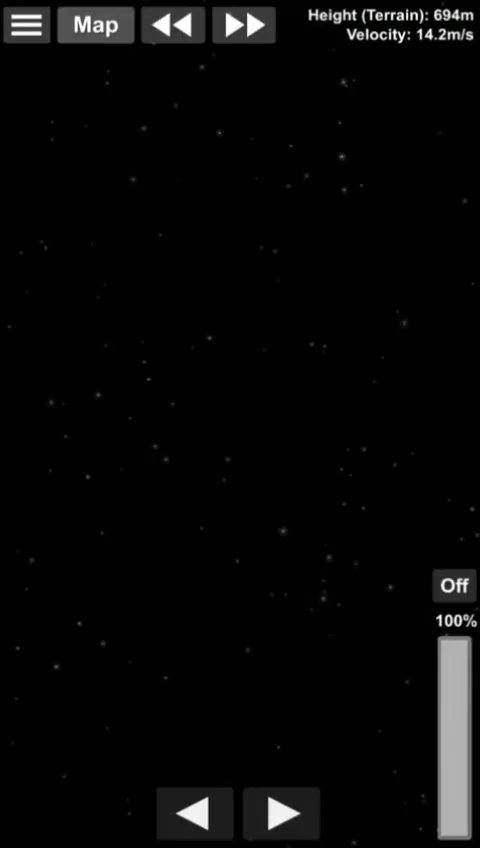 Map
Height (Terrain): 694m
Velocity: 14.2m/s
Off
100%